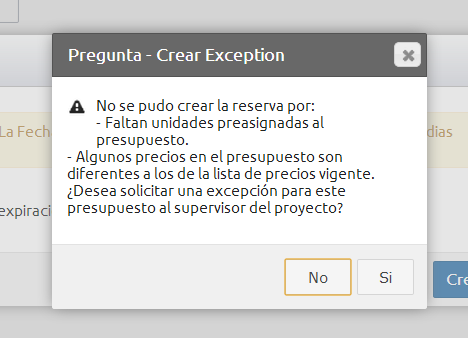 Pregunta - Crear Exception
No se pudo crear la reserva por:
- Faltan unidades preasignadas al
presupuesto.
- Algunos precios en el presupuesto son
diferentes a los de la lista de precios vigente.
¿Desea solicitar una excepción para este
presupuesto al supervisor del proyecto?
La Fech
dias
expiraci
No
Si
Cre